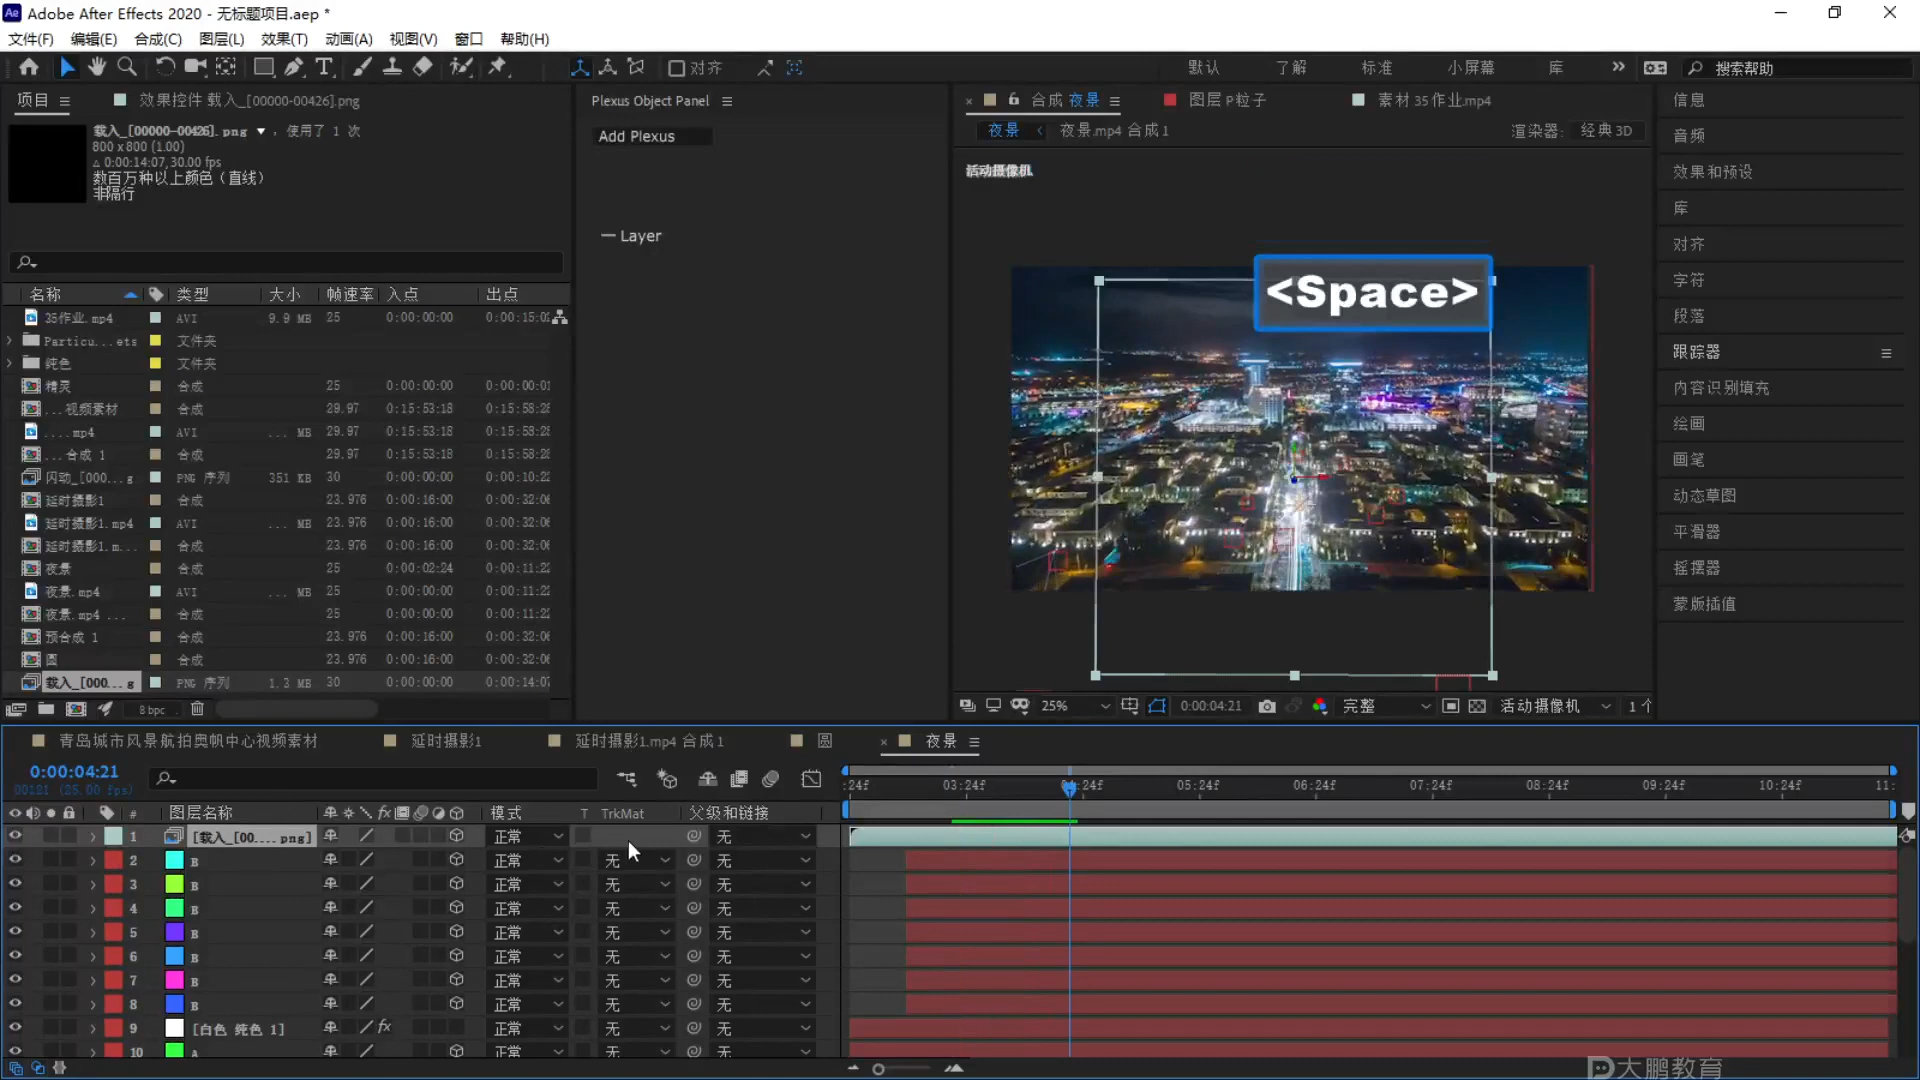 Adobe After Effects 2020 - 无标题项目.aep *
文件(F) 编辑(E) 合成(C) 图层(L) 效果(T) 动画(A) 视图(V) 窗口 帮助(H)
对齐 默认 了解 标准 小屏幕 库 搜索帮助
项目 效果控件 载入_[00000-00426].png
载入_[00000-00426].png ▼ , 使用了 1 次
800 x 800 (1.00)
△ 0:00:14:07, 30.00 fps
数百万种以上颜色（直线）
非隔行
名称 类型 大小 帧速率 入点 出点
35作业.mp4 AVI 9.9 MB 25 0:00:00:00 0:00:15:02
Particu...ets 文件夹
纯色 文件夹
精灵 合成 25 0:00:00:00 0:00:00:01
...视频素材 合成 29.97 0:15:53:18 0:15:58:28
....mp4 AVI ... MB 29.97 0:15:53:18 0:15:58:28
...合成 1 合成 29.97 0:15:53:18 0:15:58:28
闪动_[000...g PNG 序列 351 KB 30 0:00:00:00 0:00:10:22
延时摄影1 合成 23.976 0:00:16:00 0:00:32:06
延时摄影1.mp4 AVI ... MB 23.976 0:00:16:00 0:00:32:06
延时摄影1.m... 合成 23.976 0:00:16:00 0:00:32:06
夜景 合成 25 0:00:02:24 0:00:11:22
夜景.mp4 AVI ... MB 25 0:00:00:00 0:00:11:22
夜景.mp4 ... 合成 25 0:00:00:00 0:00:11:22
预合成 1 合成 23.976 0:00:16:00 0:00:32:06
圆 合成 23.976 0:00:16:00 0:00:32:06
载入_[000...g PNG 序列 1.3 MB 30 0:00:00:00 0:00:14:07
8 bpc
Plexus Object Panel
Add Plexus
— Layer
合成 夜景 图层 P粒子 素材 35作业.mp4
夜景 夜景.mp4 合成1 渲染器: 经典 3D
活动摄像机
<Space>
25% 0:00:04:21 完整 活动摄像机 1个
信息
音频
效果和预设
库
对齐
字符
段落
跟踪器
内容识别填充
绘画
画笔
动态草图
平滑器
摇摆器
蒙版插值
青岛城市风景航拍奥帆中心视频素材 延时摄影1 延时摄影1.mp4 合成1 圆 夜景
0:00:04:21
00121 (25.00 fps)
:24f 03:24f 04:24f 05:24f 06:24f 07:24f 08:24f 09:24f 10:24f 11:
# 图层名称 fx 模式 T TrkMat 父级和链接
1 [载入_[00....png] 正常 无
2 B 正常 无 无
3 B 正常 无 无
4 B 正常 无 无
5 B 正常 无 无
6 B 正常 无 无
7 B 正常 无 无
8 B 正常 无 无
9 [白色 纯色 1] fx 正常 无 无
10 A 正常 无 无
大鹏教育